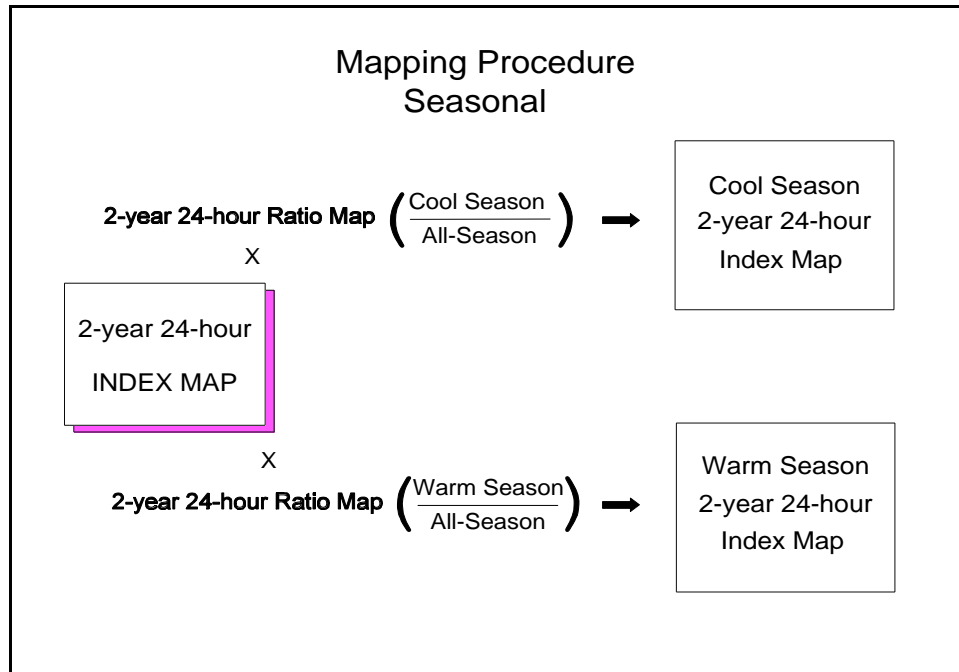 Mapping Procedure
Seasonal
2-year 24-hour Ratio Map (Cool Season
All-Season)
Cool Season
2-year 24-hour
Index Map
X
2-year 24-hour
INDEX MAP
X
2-year 24-hour Ratio Map (Warm Season
All-Season)
Warm Season
2-year 24-hour
Index Map